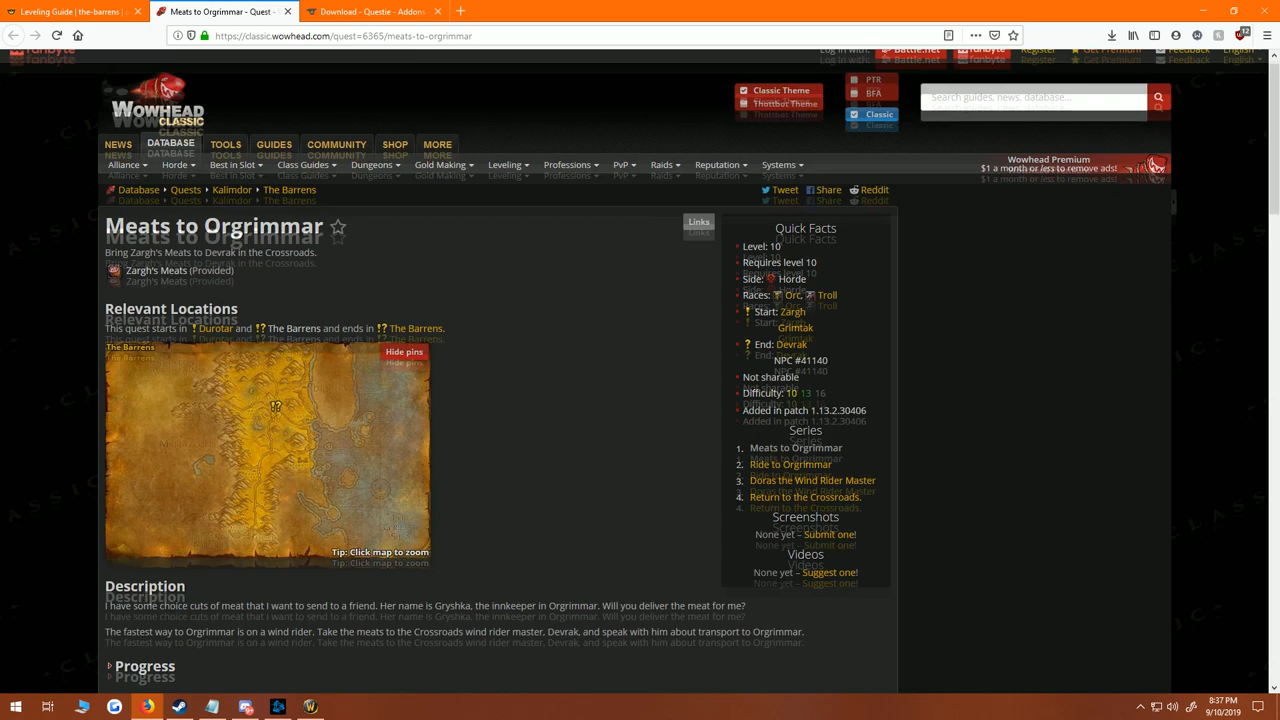 Leveling Guide | the-barrens |
Meats to Orgrimmar - Quest -
Download - Questie - Addons
https://classic.wowhead.com/quest=6365/meats-to-orgrimmar
12
fanbyte
Log in with: Battle.net fanbyte Register Feedback English
Register Get Premium Feedback English
WOWHEAD
CLASSIC
Classic Theme
Thottbot Theme
PTR
BFA
Classic
Search guides, news, database...
NEWS DATABASE TOOLS GUIDES COMMUNITY SHOP MORE
Alliance Horde Best in Slot Class Guides Dungeons Gold Making Leveling Professions PvP Raids Reputation Systems
Wowhead Premium
$1 a month or less to remove ads!
Database Quests Kalimdor The Barrens
Tweet Share Reddit
Meats to Orgrimmar
Links
Bring Zargh's Meats to Devrak in the Crossroads.
Zargh's Meats (Provided)
Relevant Locations
This quest starts in Durotar and The Barrens and ends in The Barrens.
The Barrens
Hide pins
Tip: Click map to zoom
Description
I have some choice cuts of meat that I want to send to a friend. Her name is Gryshka, the innkeeper in Orgrimmar. Will you deliver the meat for me?
The fastest way to Orgrimmar is on a wind rider. Take the meats to the Crossroads wind rider master, Devrak, and speak with him about transport to Orgrimmar.
Progress
Quick Facts
Level: 10
Requires level 10
Side: Horde
Races: Orc, Troll
Start: Zargh
Grimtak
End: Devrak
NPC #41140
Not sharable
Difficulty: 10 13 16
Added in patch 1.13.2.30406
Series
1. Meats to Orgrimmar
2. Ride to Orgrimmar
3. Doras the Wind Rider Master
4. Return to the Crossroads.
Screenshots
None yet – Submit one!
Videos
None yet – Suggest one!
8:37 PM
9/10/2019